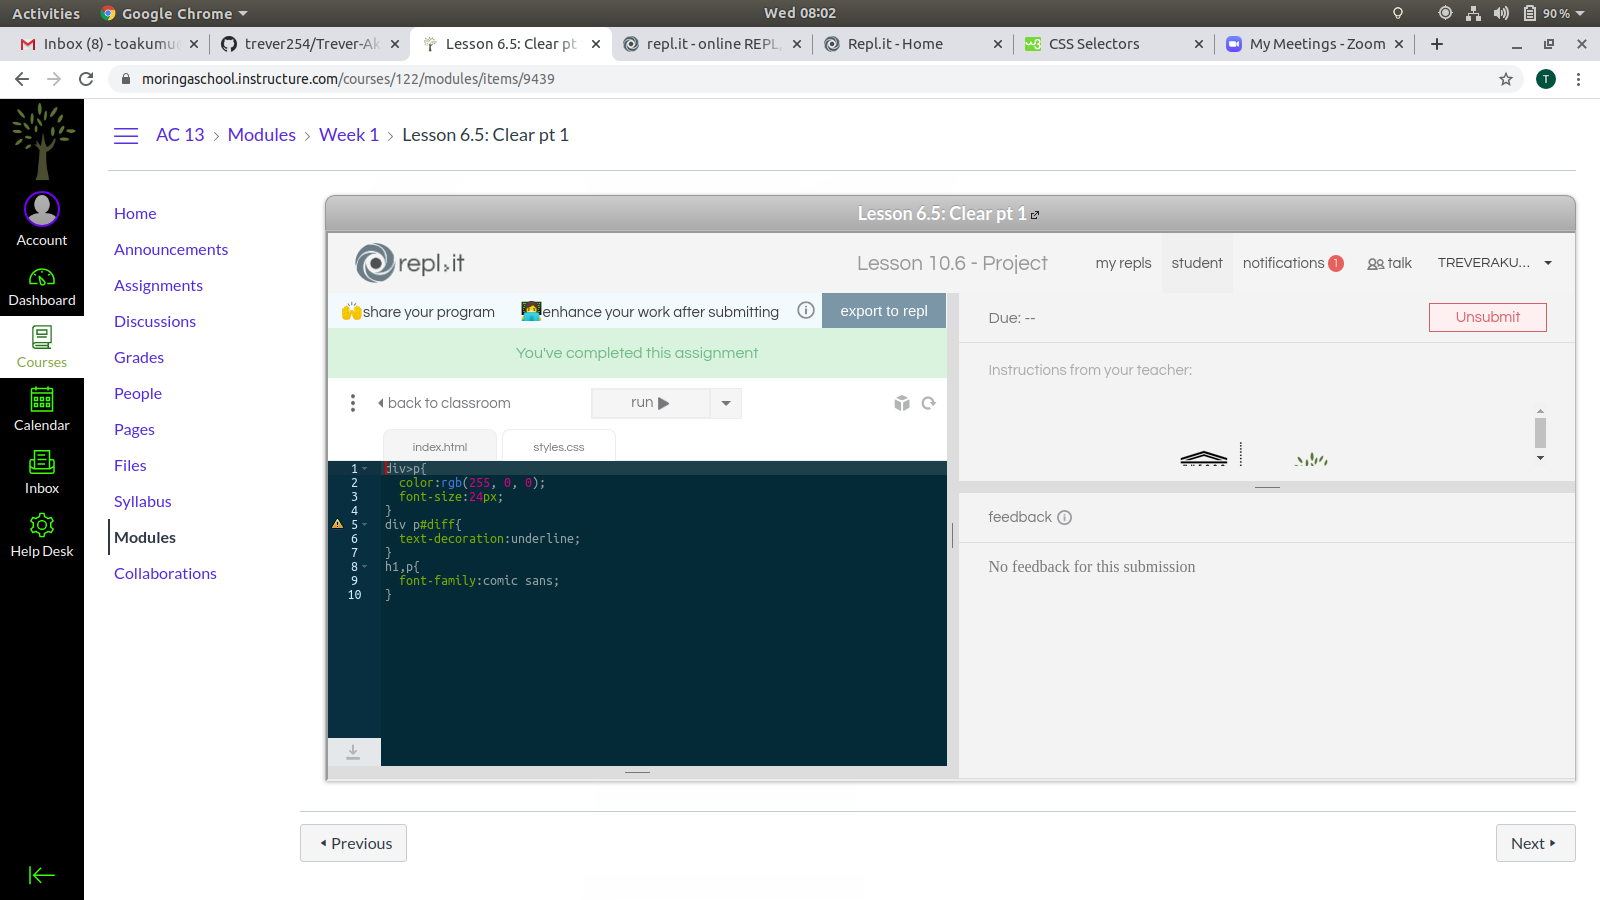 Activities Google Chrome Wed 08:02 90 %
Inbox (8) - toakumu trever254/Trever-Ak Lesson 6.5: Clear pt repl.it - online REPL, Repl.it - Home CSS Selectors My Meetings - Zoom
moringaschool.instructure.com/courses/122/modules/items/9439 T
AC 13 › Modules › Week 1 › Lesson 6.5: Clear pt 1
Account
Dashboard
Courses
Calendar
Inbox
Help Desk
Home
Announcements
Assignments
Discussions
Grades
People
Pages
Files
Syllabus
Modules
Collaborations
Lesson 6.5: Clear pt 1
repl.it Lesson 10.6 - Project my repls student notifications 1 talk TREVERAKU...
share your program enhance your work after submitting export to repl
You've completed this assignment
back to classroom run
index.html styles.css
1 div>p{
2 color:rgb(255, 0, 0);
3 font-size:24px;
4 }
5 div p#diff{
6 text-decoration:underline;
7 }
8 h1,p{
9 font-family:comic sans;
10 }
Due: -- Unsubmit
Instructions from your teacher:
feedback
No feedback for this submission
Previous Next